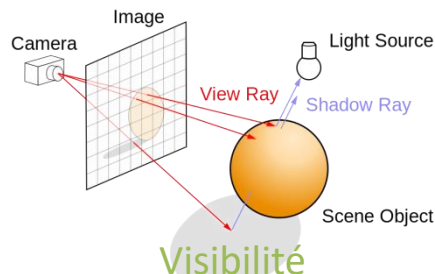 Image
Camera
Light Source
View Ray
Shadow Ray
Scene Object
Visibilité